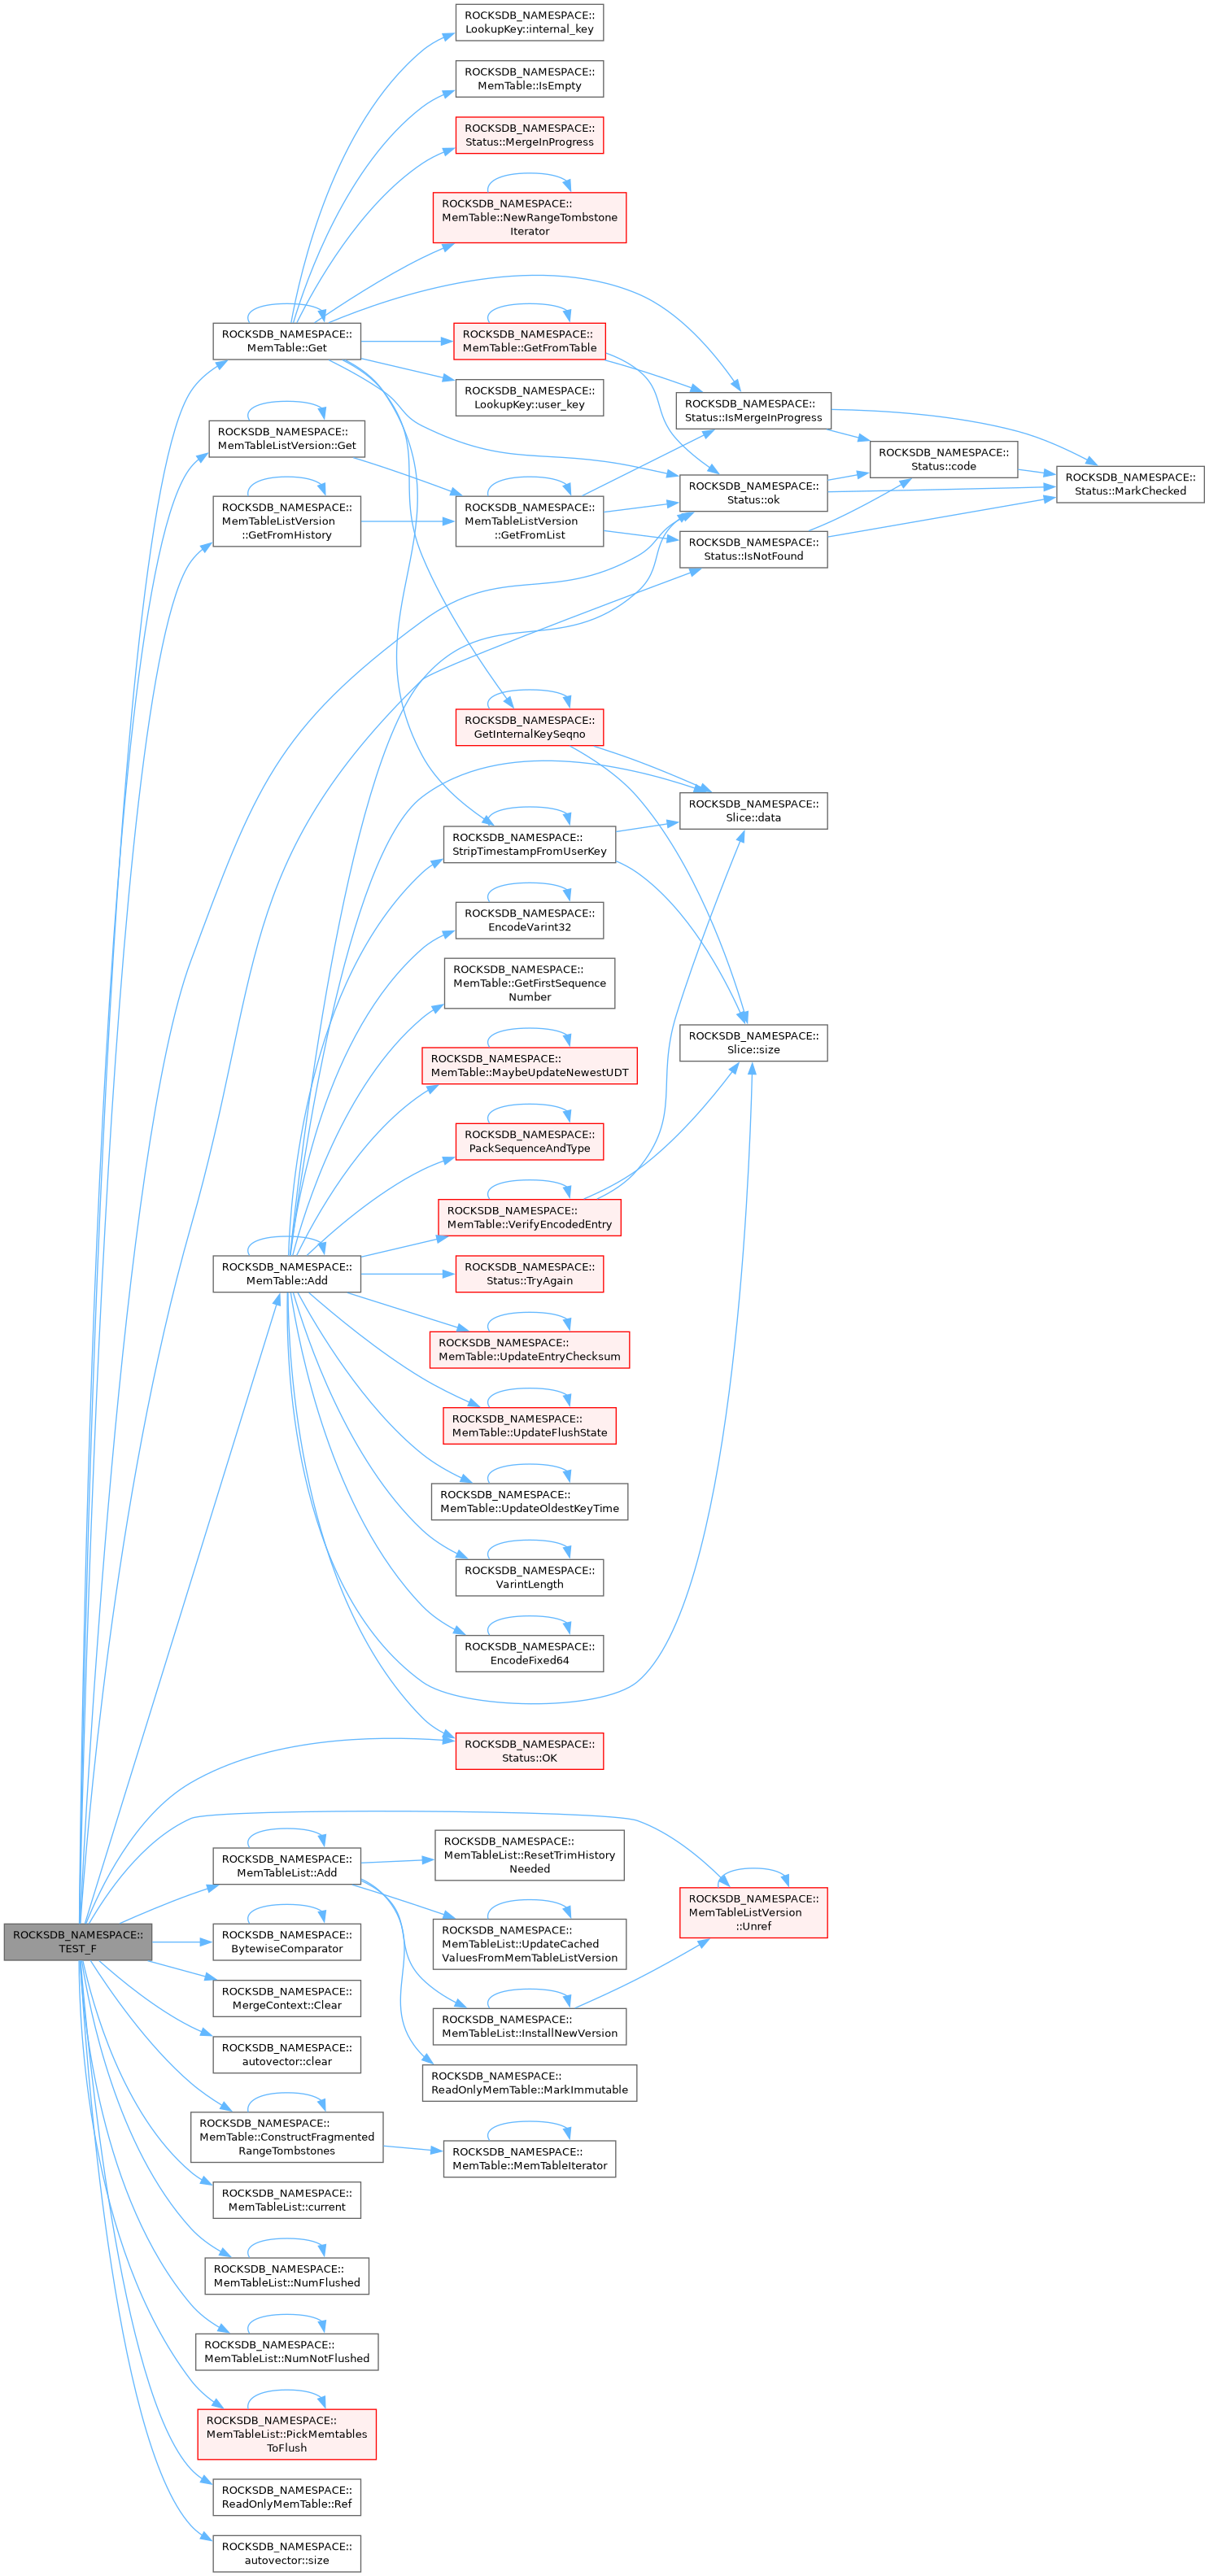 ROCKSDB_NAMESPACE::
LookupKey::internal_key
ROCKSDB_NAMESPACE::
MemTable::IsEmpty
ROCKSDB_NAMESPACE::
Status::MergeInProgress
ROCKSDB_NAMESPACE::
MemTable::NewRangeTombstone
Iterator
ROCKSDB_NAMESPACE::
MemTable::Get
ROCKSDB_NAMESPACE::
MemTable::GetFromTable
ROCKSDB_NAMESPACE::
LookupKey::user_key
ROCKSDB_NAMESPACE::
Status::IsMergeInProgress
ROCKSDB_NAMESPACE::
MemTableListVersion::Get
ROCKSDB_NAMESPACE::
Status::code
ROCKSDB_NAMESPACE::
Status::MarkChecked
ROCKSDB_NAMESPACE::
Status::ok
ROCKSDB_NAMESPACE::
MemTableListVersion
::GetFromHistory
ROCKSDB_NAMESPACE::
MemTableListVersion
::GetFromList
ROCKSDB_NAMESPACE::
Status::IsNotFound
ROCKSDB_NAMESPACE::
GetInternalKeySeqno
ROCKSDB_NAMESPACE::
Slice::data
ROCKSDB_NAMESPACE::
StripTimestampFromUserKey
ROCKSDB_NAMESPACE::
EncodeVarint32
ROCKSDB_NAMESPACE::
MemTable::GetFirstSequence
Number
ROCKSDB_NAMESPACE::
Slice::size
ROCKSDB_NAMESPACE::
MemTable::MaybeUpdateNewestUDT
ROCKSDB_NAMESPACE::
PackSequenceAndType
ROCKSDB_NAMESPACE::
MemTable::VerifyEncodedEntry
ROCKSDB_NAMESPACE::
MemTable::Add
ROCKSDB_NAMESPACE::
Status::TryAgain
ROCKSDB_NAMESPACE::
MemTable::UpdateEntryChecksum
ROCKSDB_NAMESPACE::
MemTable::UpdateFlushState
ROCKSDB_NAMESPACE::
MemTable::UpdateOldestKeyTime
ROCKSDB_NAMESPACE::
VarintLength
ROCKSDB_NAMESPACE::
EncodeFixed64
ROCKSDB_NAMESPACE::
Status::OK
ROCKSDB_NAMESPACE::
MemTableList::Add
ROCKSDB_NAMESPACE::
MemTableList::ResetTrimHistory
Needed
ROCKSDB_NAMESPACE::
MemTableListVersion
::Unref
ROCKSDB_NAMESPACE::
TEST_F
ROCKSDB_NAMESPACE::
BytewiseComparator
ROCKSDB_NAMESPACE::
MemTableList::UpdateCached
ValuesFromMemTableListVersion
ROCKSDB_NAMESPACE::
MergeContext::Clear
ROCKSDB_NAMESPACE::
MemTableList::InstallNewVersion
ROCKSDB_NAMESPACE::
autovector::clear
ROCKSDB_NAMESPACE::
ReadOnlyMemTable::MarkImmutable
ROCKSDB_NAMESPACE::
MemTable::ConstructFragmented
RangeTombstones
ROCKSDB_NAMESPACE::
MemTable::MemTableIterator
ROCKSDB_NAMESPACE::
MemTableList::current
ROCKSDB_NAMESPACE::
MemTableList::NumFlushed
ROCKSDB_NAMESPACE::
MemTableList::NumNotFlushed
ROCKSDB_NAMESPACE::
MemTableList::PickMemtables
ToFlush
ROCKSDB_NAMESPACE::
ReadOnlyMemTable::Ref
ROCKSDB_NAMESPACE::
autovector::size